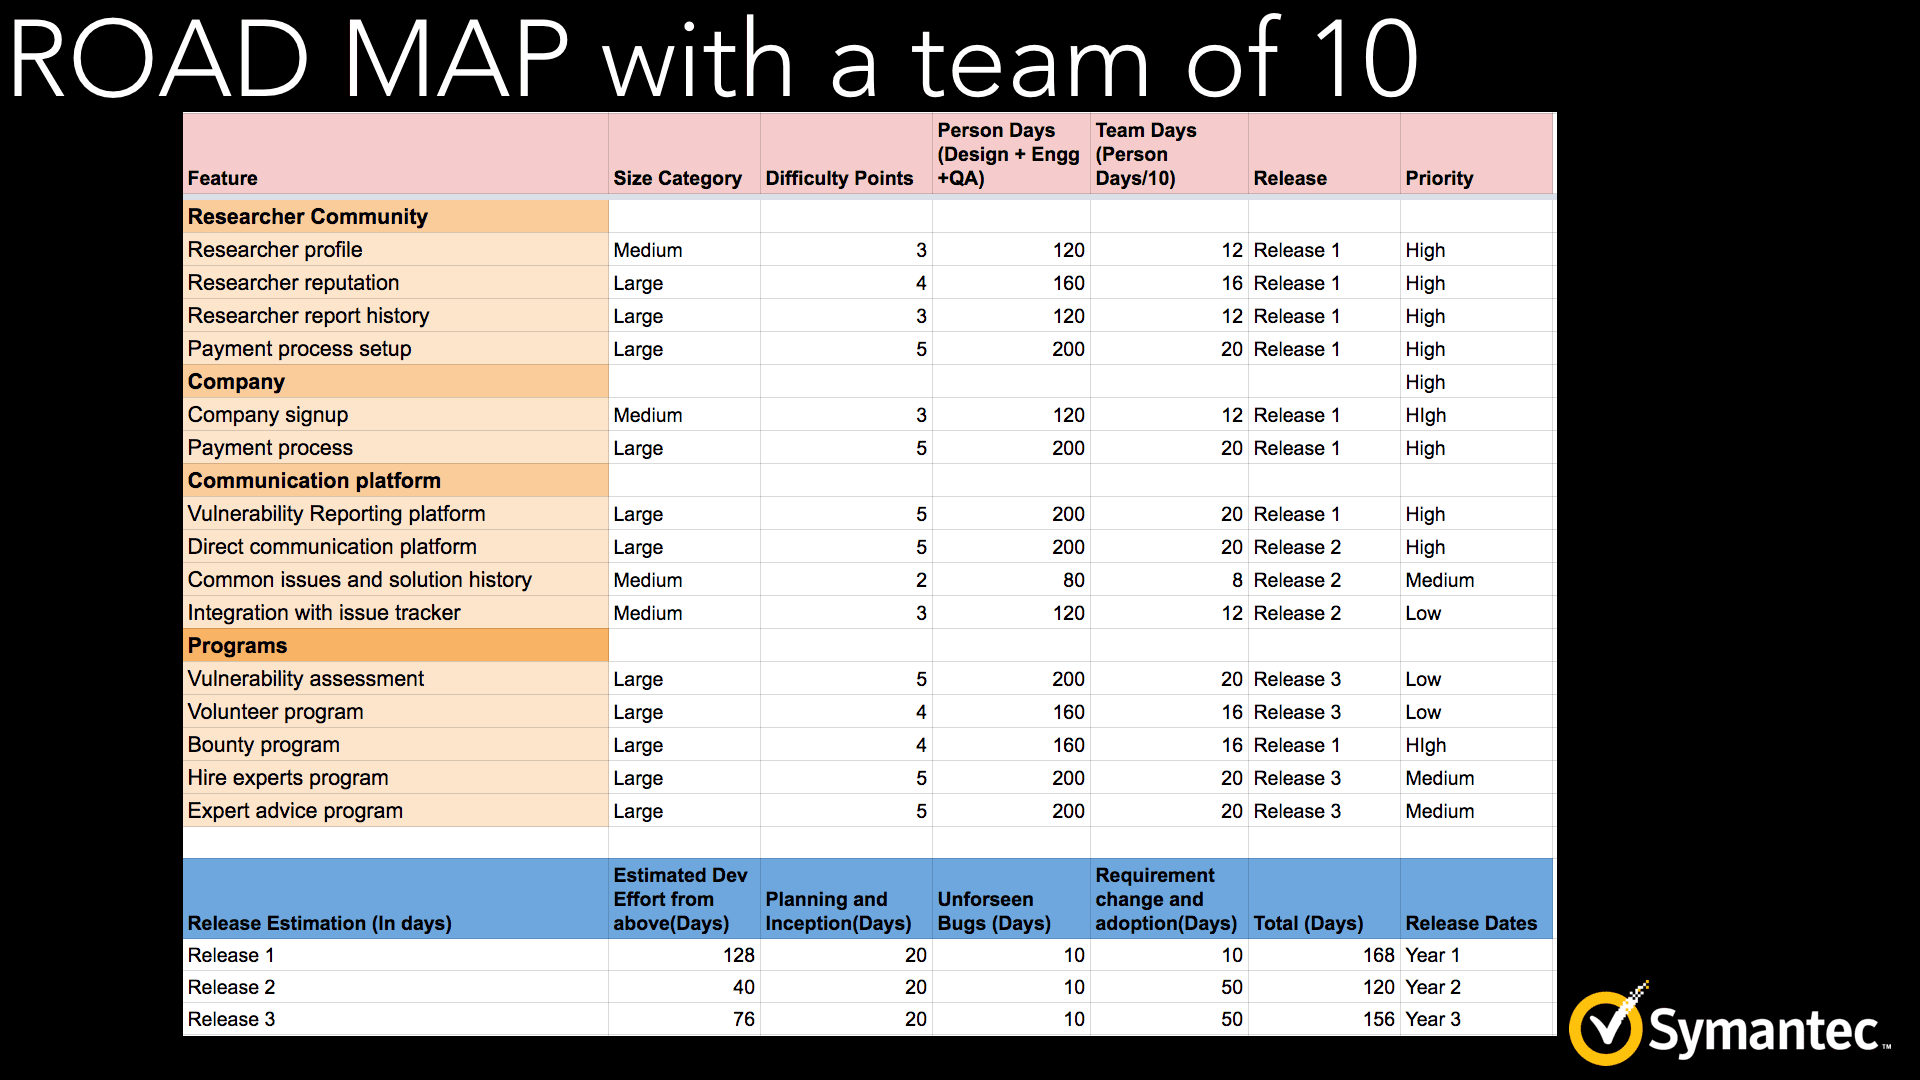 ROAD MAP with a team of 10
Feature Size Category Difficulty Points Person Days (Design + Engg +QA) Team Days (Person Days/10) Release Priority
Researcher Community
Researcher profile Medium 3 120 12 Release 1 High
Researcher reputation Large 4 160 16 Release 1 High
Researcher report history Large 3 120 12 Release 1 High
Payment process setup Large 5 200 20 Release 1 High
Company High
Company signup Medium 3 120 12 Release 1 HIgh
Payment process Large 5 200 20 Release 1 High
Communication platform
Vulnerability Reporting platform Large 5 200 20 Release 1 High
Direct communication platform Large 5 200 20 Release 2 High
Common issues and solution history Medium 2 80 8 Release 2 Medium
Integration with issue tracker Medium 3 120 12 Release 2 Low
Programs
Vulnerability assessment Large 5 200 20 Release 3 Low
Volunteer program Large 4 160 16 Release 3 Low
Bounty program Large 4 160 16 Release 1 HIgh
Hire experts program Large 5 200 20 Release 3 Medium
Expert advice program Large 5 200 20 Release 3 Medium
Release Estimation (In days) Estimated Dev Effort from above(Days) Planning and Inception(Days) Unforseen Bugs (Days) Requirement change and adoption(Days) Total (Days) Release Dates
Release 1 128 20 10 10 168 Year 1
Release 2 40 20 10 50 120 Year 2
Release 3 76 20 10 50 156 Year 3
Symantec™